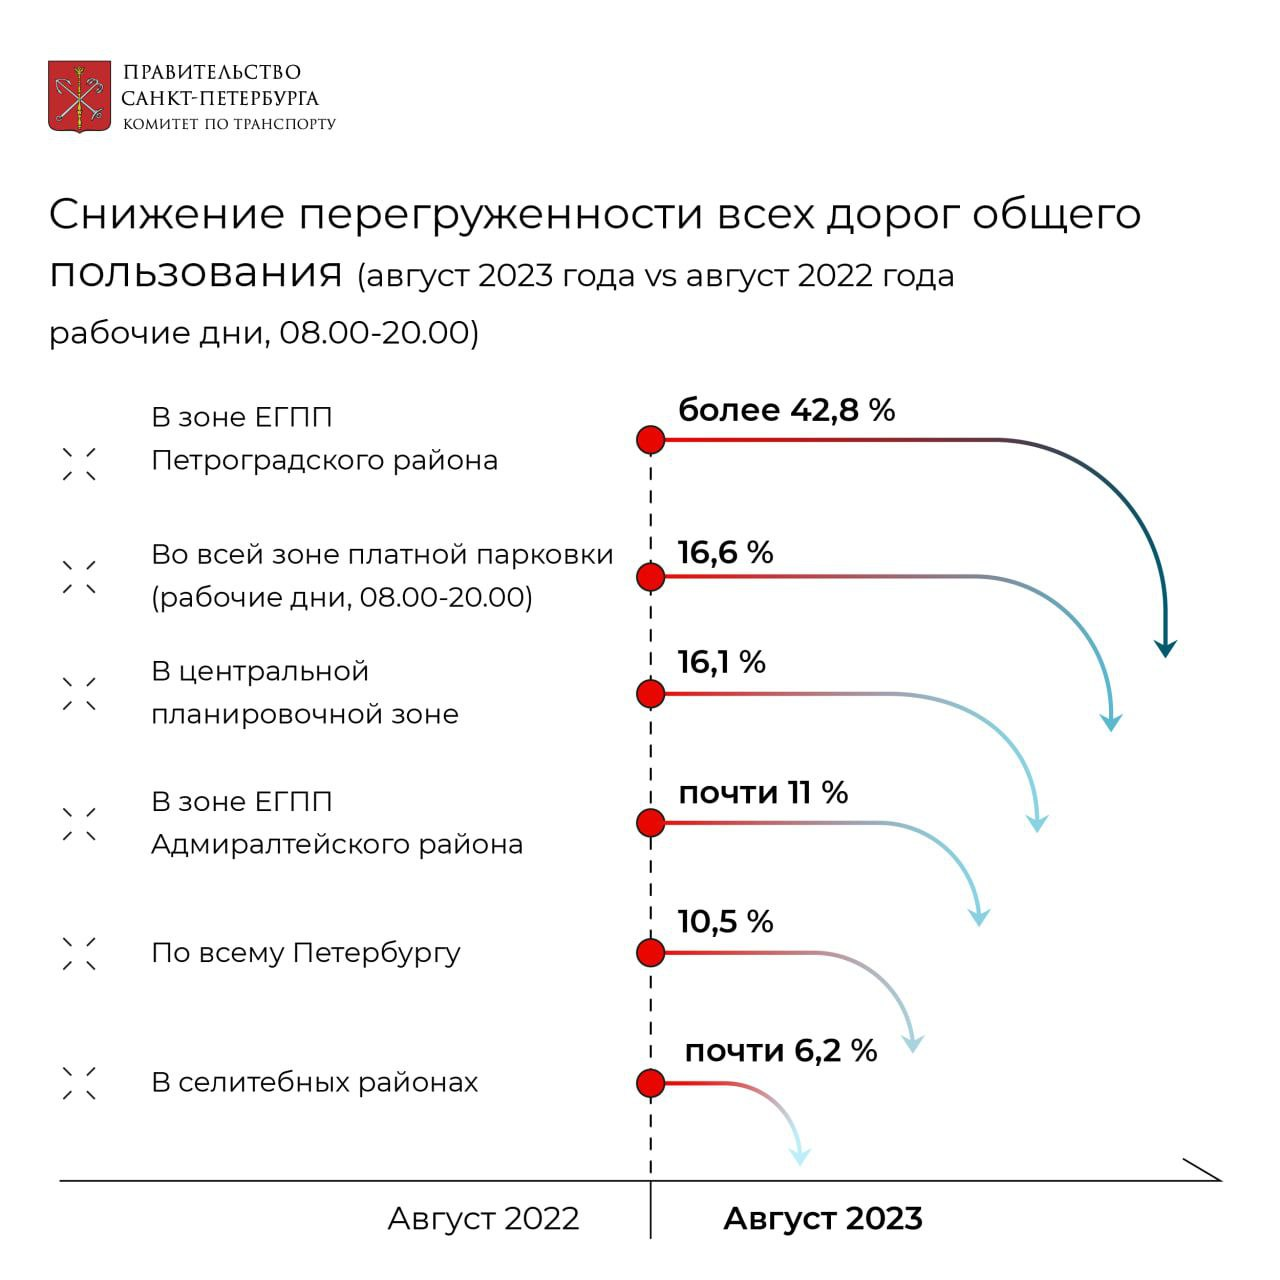 ПРАВИТЕЛЬСТВО
САНКТ-ПЕТЕРБУРГА
КОМИТЕТ ПО ТРАНСПОРТУ
Снижение перегруженности всех дорог общего
пользования (август 2023 года vs август 2022 года
рабочие дни, 08.00-20.00)
В зоне ЕГПП
Петроградского района
более 42,8 %
Во всей зоне платной парковки
(рабочие дни, 08.00-20.00)
16,6 %
В центральной
планировочной зоне
16,1 %
В зоне ЕГПП
Адмиралтейского района
почти 11 %
По всему Петербургу
10,5 %
В селитебных районах
почти 6,2 %
Август 2022
Август 2023